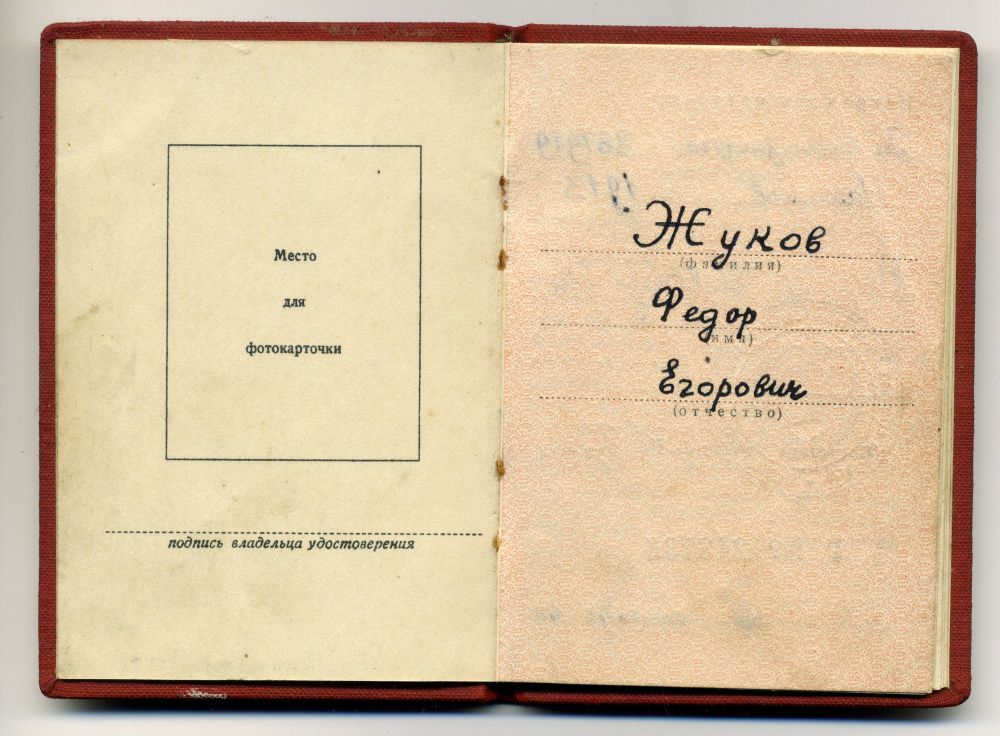 Место
для
фотокарточки
подпись владельца удостоверения
Жуков
(фамилия)
Федор
(имя)
Егорович
(отчество)